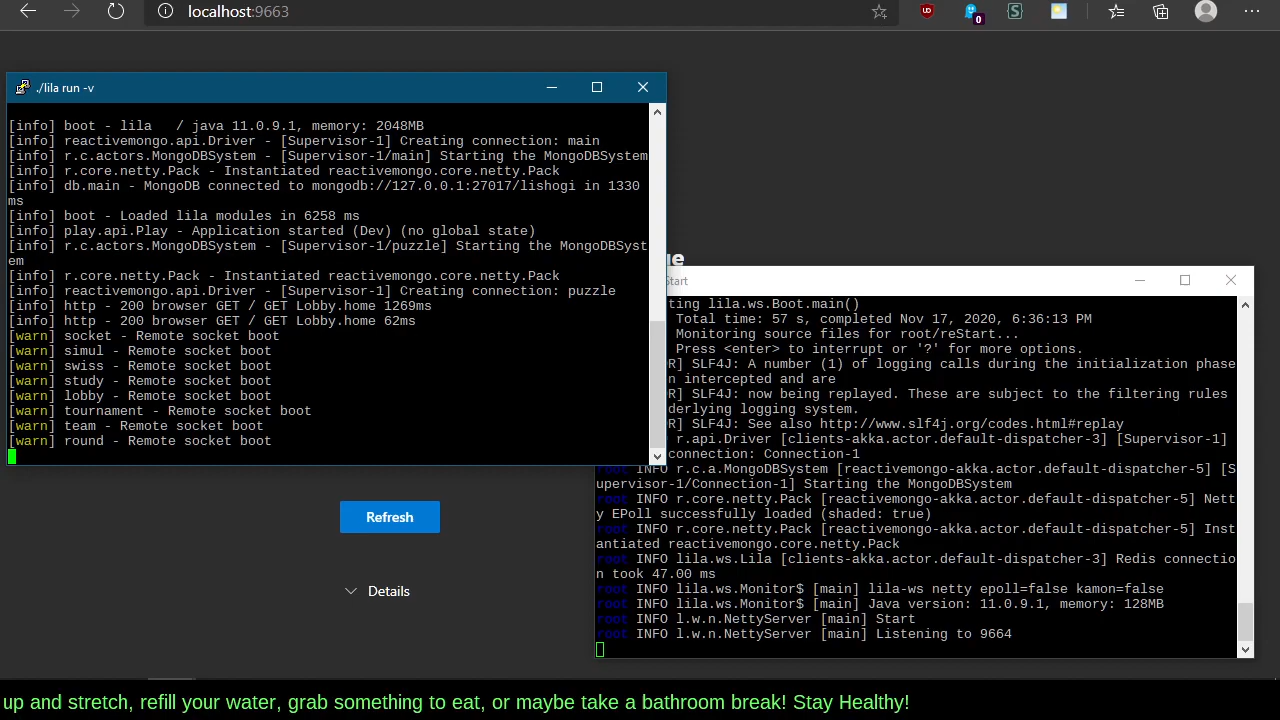 localhost:9663
0
./lila run -v
[info] boot - lila   / java 11.0.9.1, memory: 2048MB
[info] reactivemongo.api.Driver - [Supervisor-1] Creating connection: main
[info] r.c.actors.MongoDBSystem - [Supervisor-1/main] Starting the MongoDBSystem
[info] r.core.netty.Pack - Instantiated reactivemongo.core.netty.Pack
[info] db.main - MongoDB connected to mongodb://127.0.0.1:27017/lishogi in 1330
ms
[info] boot - Loaded lila modules in 6258 ms
[info] play.api.Play - Application started (Dev) (no global state)
[info] r.c.actors.MongoDBSystem - [Supervisor-1/puzzle] Starting the MongoDBSyst
em
[info] r.core.netty.Pack - Instantiated reactivemongo.core.netty.Pack
[info] reactivemongo.api.Driver - [Supervisor-1] Creating connection: puzzle
[info] http - 200 browser GET / GET Lobby.home 1269ms
[info] http - 200 browser GET / GET Lobby.home 62ms
[warn] socket - Remote socket boot
[warn] simul - Remote socket boot
[warn] swiss - Remote socket boot
[warn] study - Remote socket boot
[warn] lobby - Remote socket boot
[warn] tournament - Remote socket boot
[warn] team - Remote socket boot
[warn] round - Remote socket boot
ting lila.ws.Boot.main()
Total time: 57 s, completed Nov 17, 2020, 6:36:13 PM
Monitoring source files for root/reStart...
Press <enter> to interrupt or '?' for more options.
R] SLF4J: A number (1) of logging calls during the initialization phase
n intercepted and are
R] SLF4J: now being replayed. These are subject to the filtering rules
derlying logging system.
R] SLF4J: See also http://www.slf4j.org/codes.html#replay
r.api.Driver [clients-akka.actor.default-dispatcher-3] [Supervisor-1]
connection: Connection-1
root INFO r.c.a.MongoDBSystem [reactivemongo-akka.actor.default-dispatcher-5] [S
upervisor-1/Connection-1] Starting the MongoDBSystem
root INFO r.core.netty.Pack [reactivemongo-akka.actor.default-dispatcher-5] Nett
y EPoll successfully loaded (shaded: true)
root INFO r.core.netty.Pack [reactivemongo-akka.actor.default-dispatcher-5] Inst
antiated reactivemongo.core.netty.Pack
root INFO lila.ws.Lila [clients-akka.actor.default-dispatcher-3] Redis connectio
n took 47.00 ms
root INFO lila.ws.Monitor$ [main] lila-ws netty epoll=false kamon=false
root INFO lila.ws.Monitor$ [main] Java version: 11.0.9.1, memory: 128MB
root INFO l.w.n.NettyServer [main] Start
root INFO l.w.n.NettyServer [main] Listening to 9664
Refresh
Details
up and stretch, refill your water, grab something to eat, or maybe take a bathroom break! Stay Healthy!